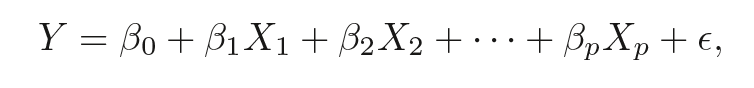 Y = β₀ + β₁X₁ + β₂X₂ + ⋯ + βₚXₚ + ϵ,